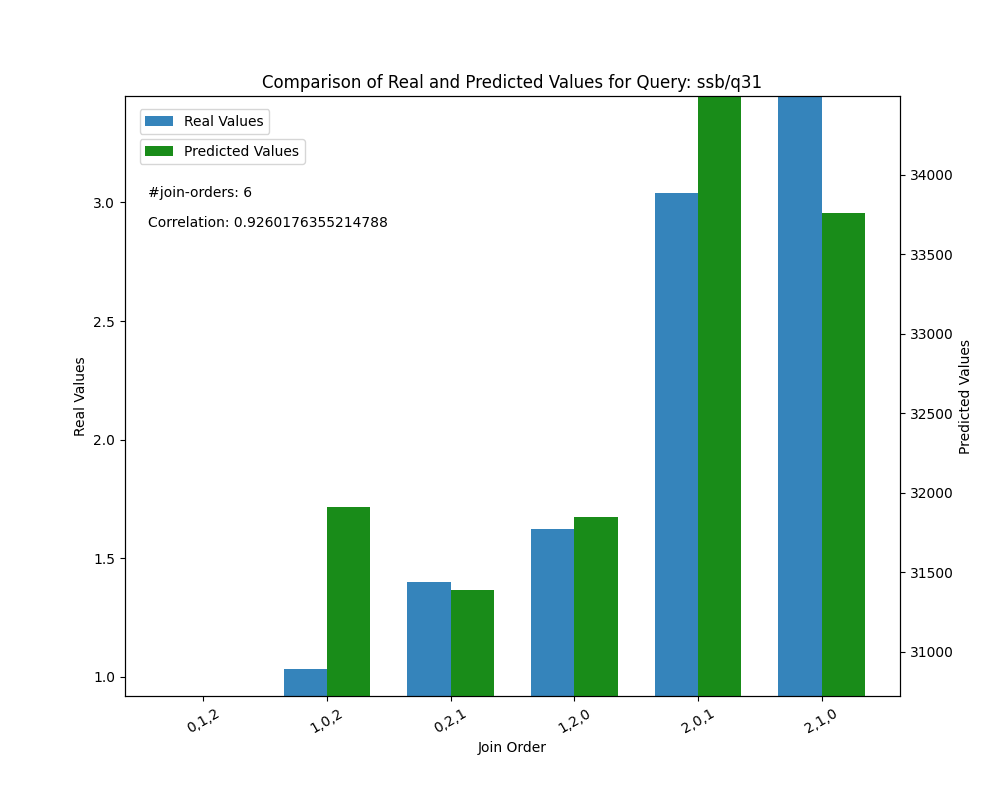 Comparison of Real and Predicted Values for Query: ssb/q31
Real Values
Predicted Values
#join-orders: 6
Correlation: 0.9260176355214788
3.0
2.5
2.0
1.5
1.0
Real Values
34000
33500
33000
32500
32000
31500
31000
Predicted Values
0,1,2
1,0,2
0,2,1
1,2,0
2,0,1
2,1,0
Join Order